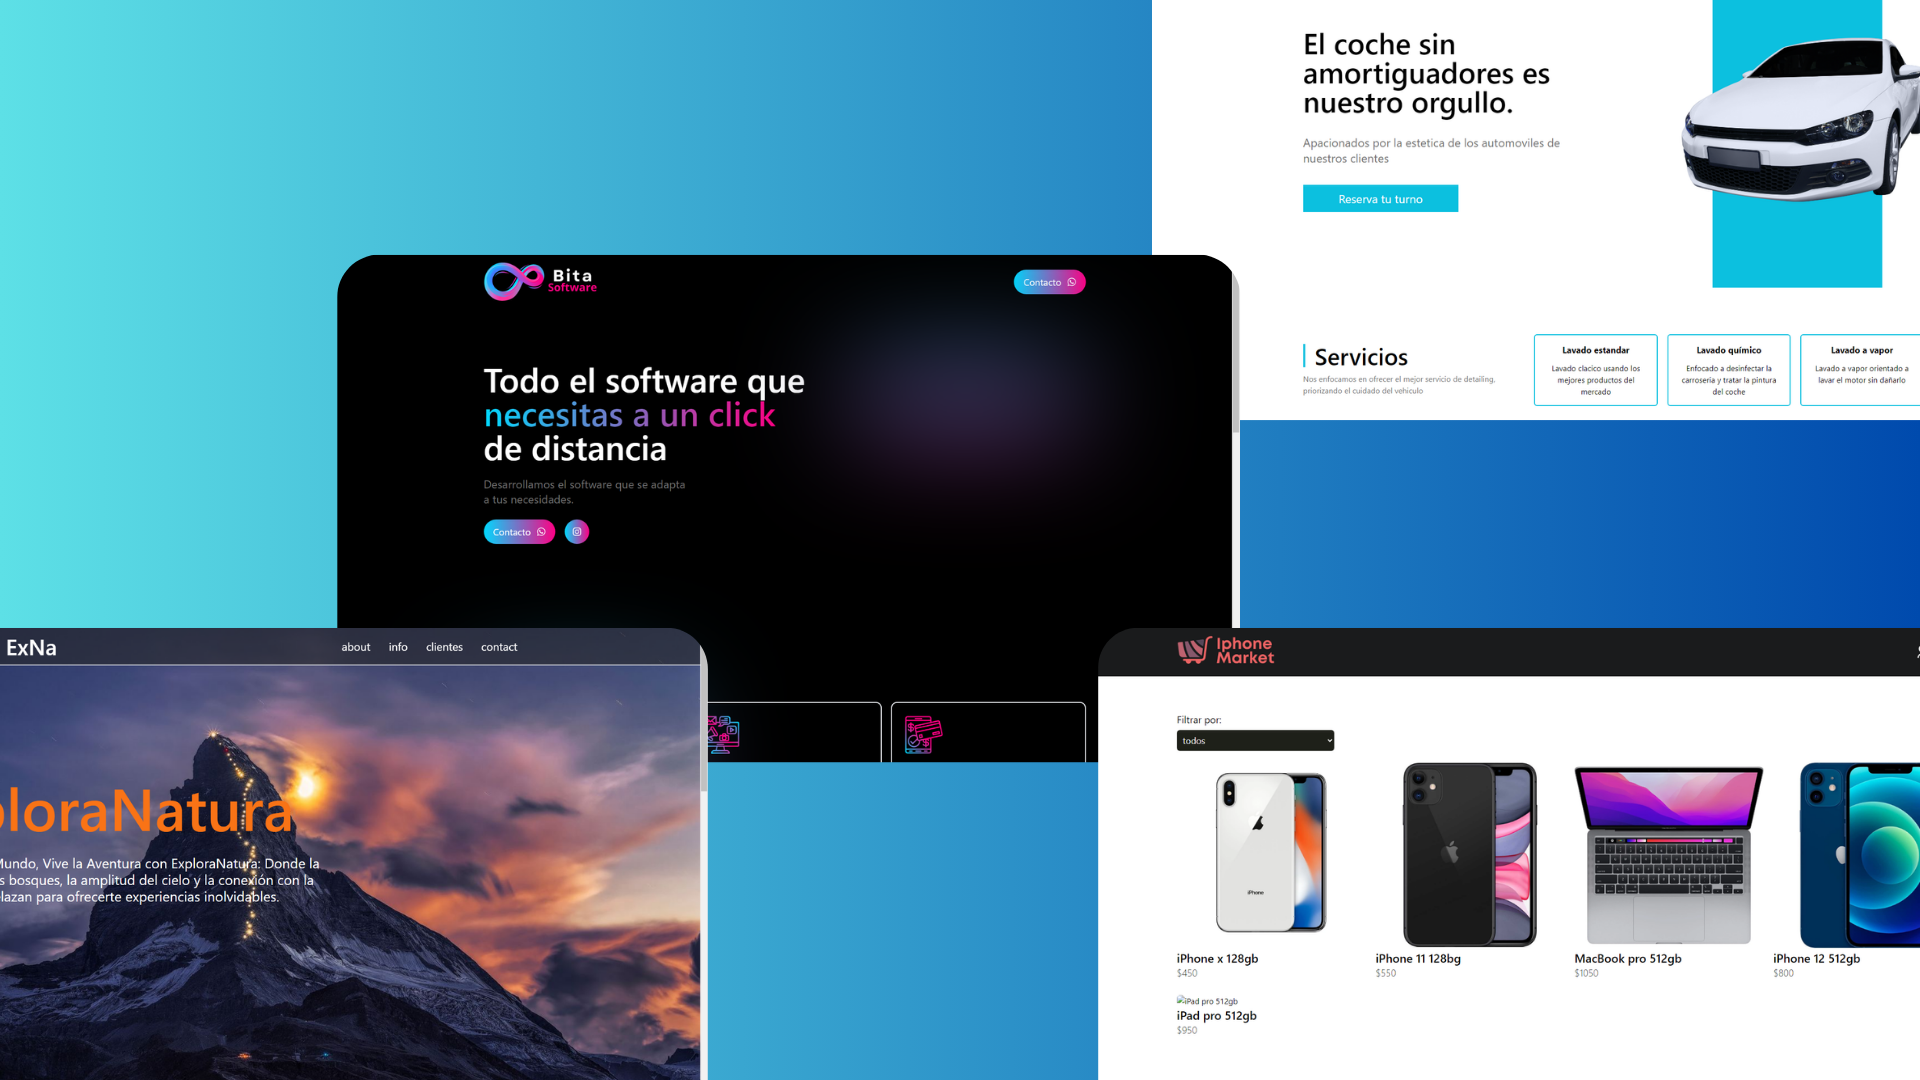 El coche sin
amortiguadores es
nuestro orgullo.
Apacionados por la estetica de los automoviles de
nuestros clientes
Reserva tu turno
Servicios
Nos enfocamos en ofrecer el mejor servicio de detailing,
priorizando el cuidado del vehiculo
Lavado estandar
Lavado clacico usando los
mejores productos del
mercado
Lavado químico
Enfocado a desinfectar la
carroseria y tratar la pintura
del coche
Lavado a vapor
Lavado a vapor orientado a
lavar el motor sin dañarlo
Bita
Software
Contacto
Todo el software que
necesitas a un click
de distancia
Desarrollamos el software que se adapta
a tus necesidades.
Contacto
ExNa
about info clientes contact
ploraNatura
Mundo, Vive la Aventura con ExploraNatura: Donde la
s bosques, la amplitud del cielo y la conexión con la
lazan para ofrecerte experiencias inolvidables.
Iphone
Market
Filtrar por:
todos
iPhone
iPhone x 128gb
$450
iPhone 11 128bg
$550
MacBook pro 512gb
$1050
iPhone 12 512gb
$800
iPad pro 512gb
iPad pro 512gb
$950